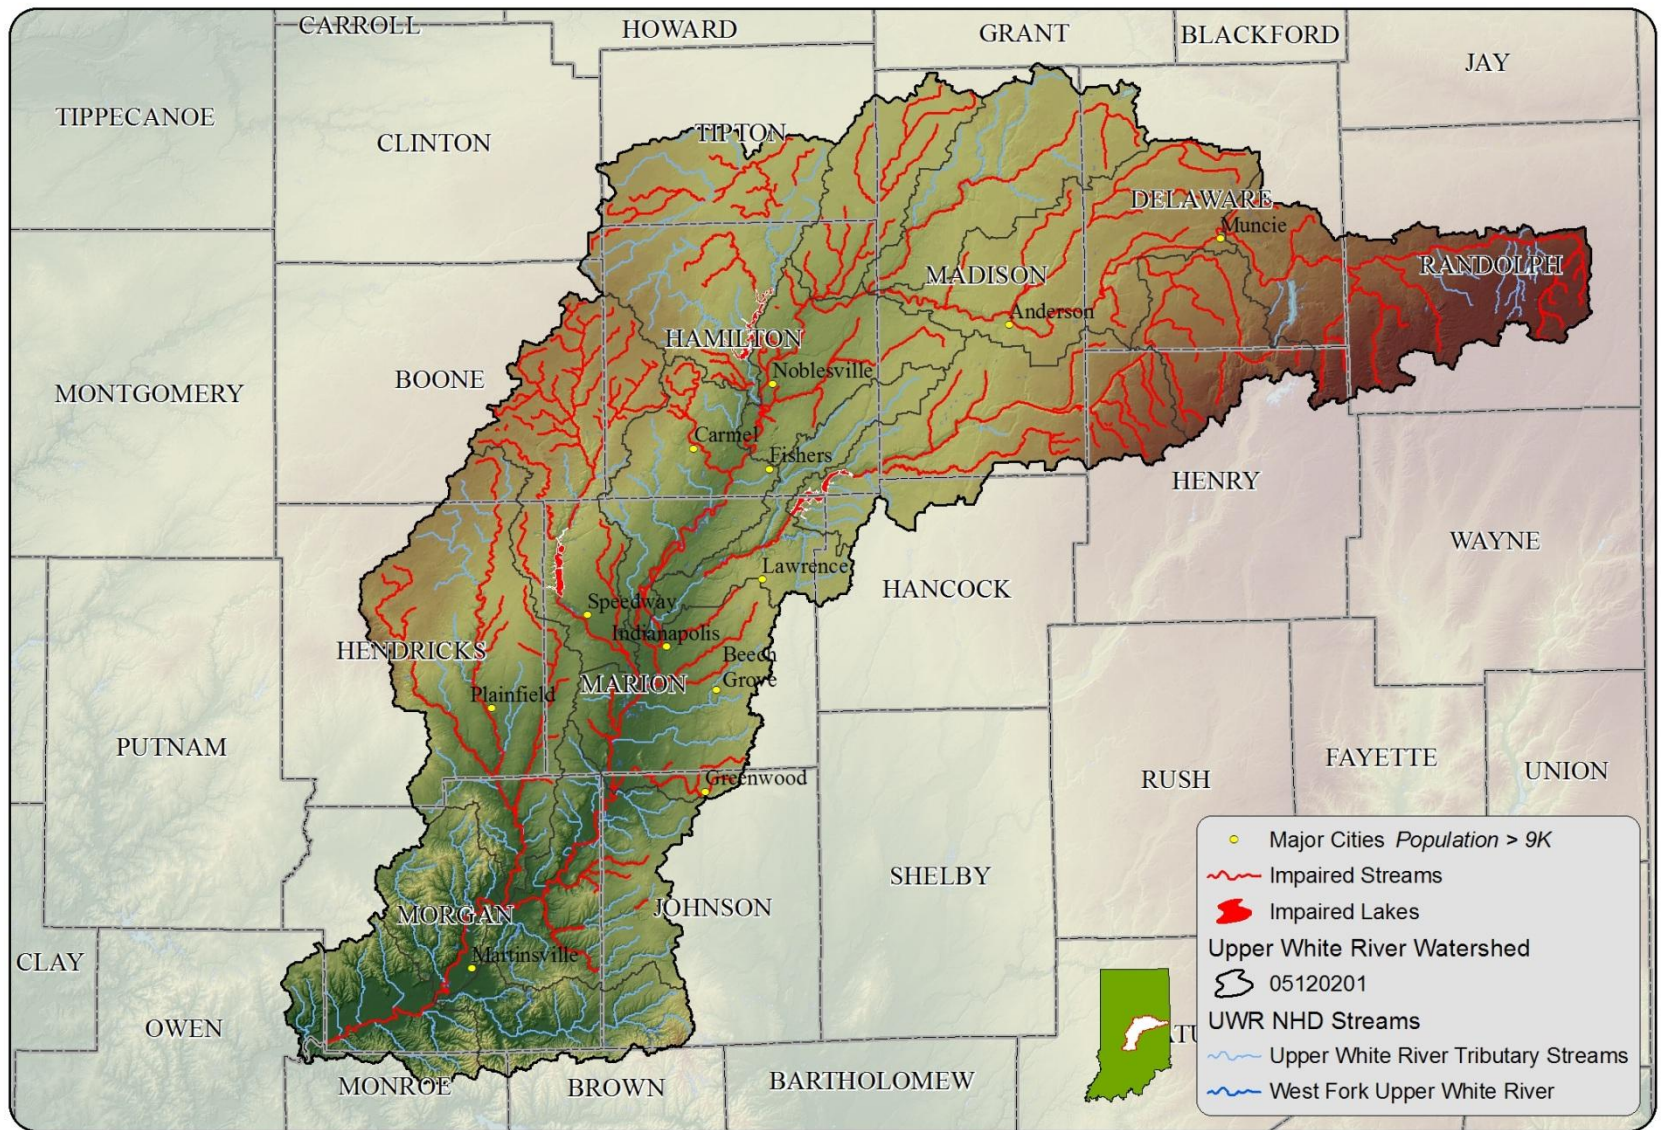 CARROLL
HOWARD
GRANT
BLACKFORD
JAY
TIPPECANOE
CLINTON
TIPTON
DELAWARE
Muncie
RANDOLPH
MADISON
Anderson
HAMILTON
Noblesville
MONTGOMERY
BOONE
Carmel
Fishers
HENRY
WAYNE
Lawrence
HANCOCK
Speedway
Indianapolis
HENDRICKS
Beech
Grove
MARION
Plainfield
PUTNAM
Greenwood
RUSH
FAYETTE
UNION
SHELBY
JOHNSON
MORGAN
Martinsville
CLAY
OWEN
MONROE
BROWN
BARTHOLOMEW
Major Cities Population > 9K
Impaired Streams
Impaired Lakes
Upper White River Watershed
05120201
UWR NHD Streams
Upper White River Tributary Streams
West Fork Upper White River